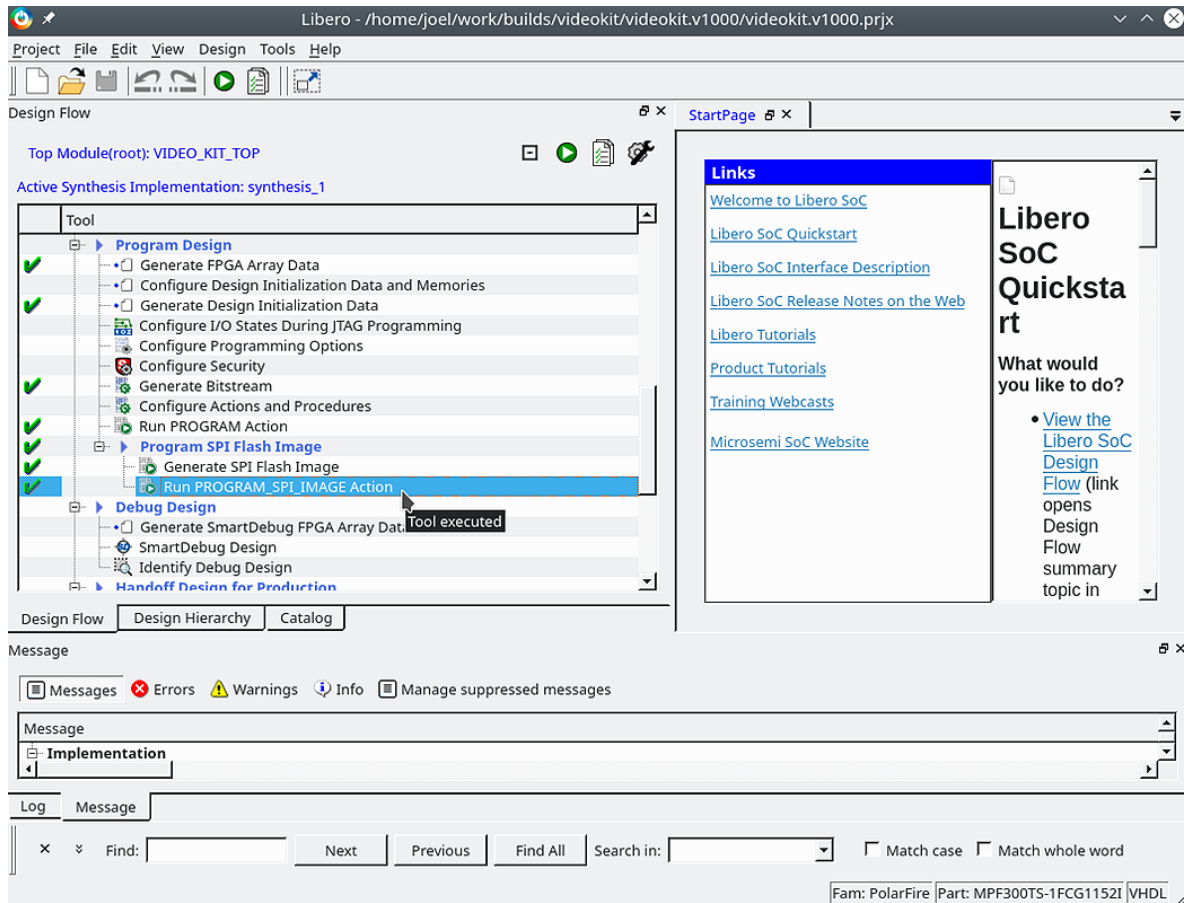 Libero - /home/joel/work/builds/videokit/videokit.v1000/videokit.v1000.prjx
Project File Edit View Design Tools Help
Design Flow
Top Module(root): VIDEO_KIT_TOP
Active Synthesis Implementation: synthesis_1
Tool
Program Design
Generate FPGA Array Data
Configure Design Initialization Data and Memories
Generate Design Initialization Data
Configure I/O States During JTAG Programming
Configure Programming Options
Configure Security
Generate Bitstream
Configure Actions and Procedures
Run PROGRAM Action
Program SPI Flash Image
Generate SPI Flash Image
Run PROGRAM_SPI_IMAGE Action
Debug Design
Generate SmartDebug FPGA Array Data
Tool executed
SmartDebug Design
Identify Debug Design
Handoff Design for Production
Design Flow Design Hierarchy Catalog
StartPage
Links
Welcome to Libero SoC
Libero SoC Quickstart
Libero SoC Interface Description
Libero SoC Release Notes on the Web
Libero Tutorials
Product Tutorials
Training Webcasts
Microsemi SoC Website
Libero
SoC
Quicksta
rt
What would
you like to do?
View the
Libero SoC
Design
Flow (link
opens
Design
Flow
summary
topic in
Message
Messages Errors Warnings Info Manage suppressed messages
Message
Implementation
Log Message
Find: Next Previous Find All Search in: Match case Match whole word
Fam: PolarFire Part: MPF300TS-1FCG1152I VHDL